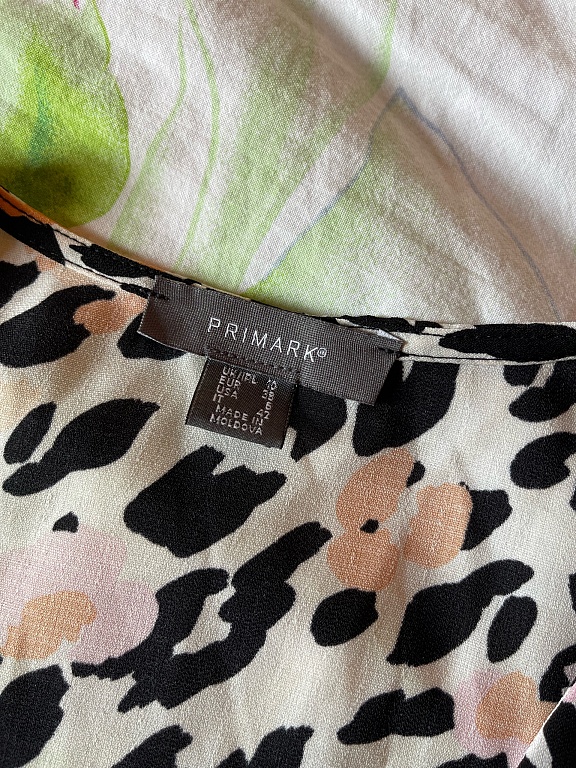 PRIMARK®
UK/IRL 10
EUR 38
USA 6
IT 42
MADE IN
MOLDOVA